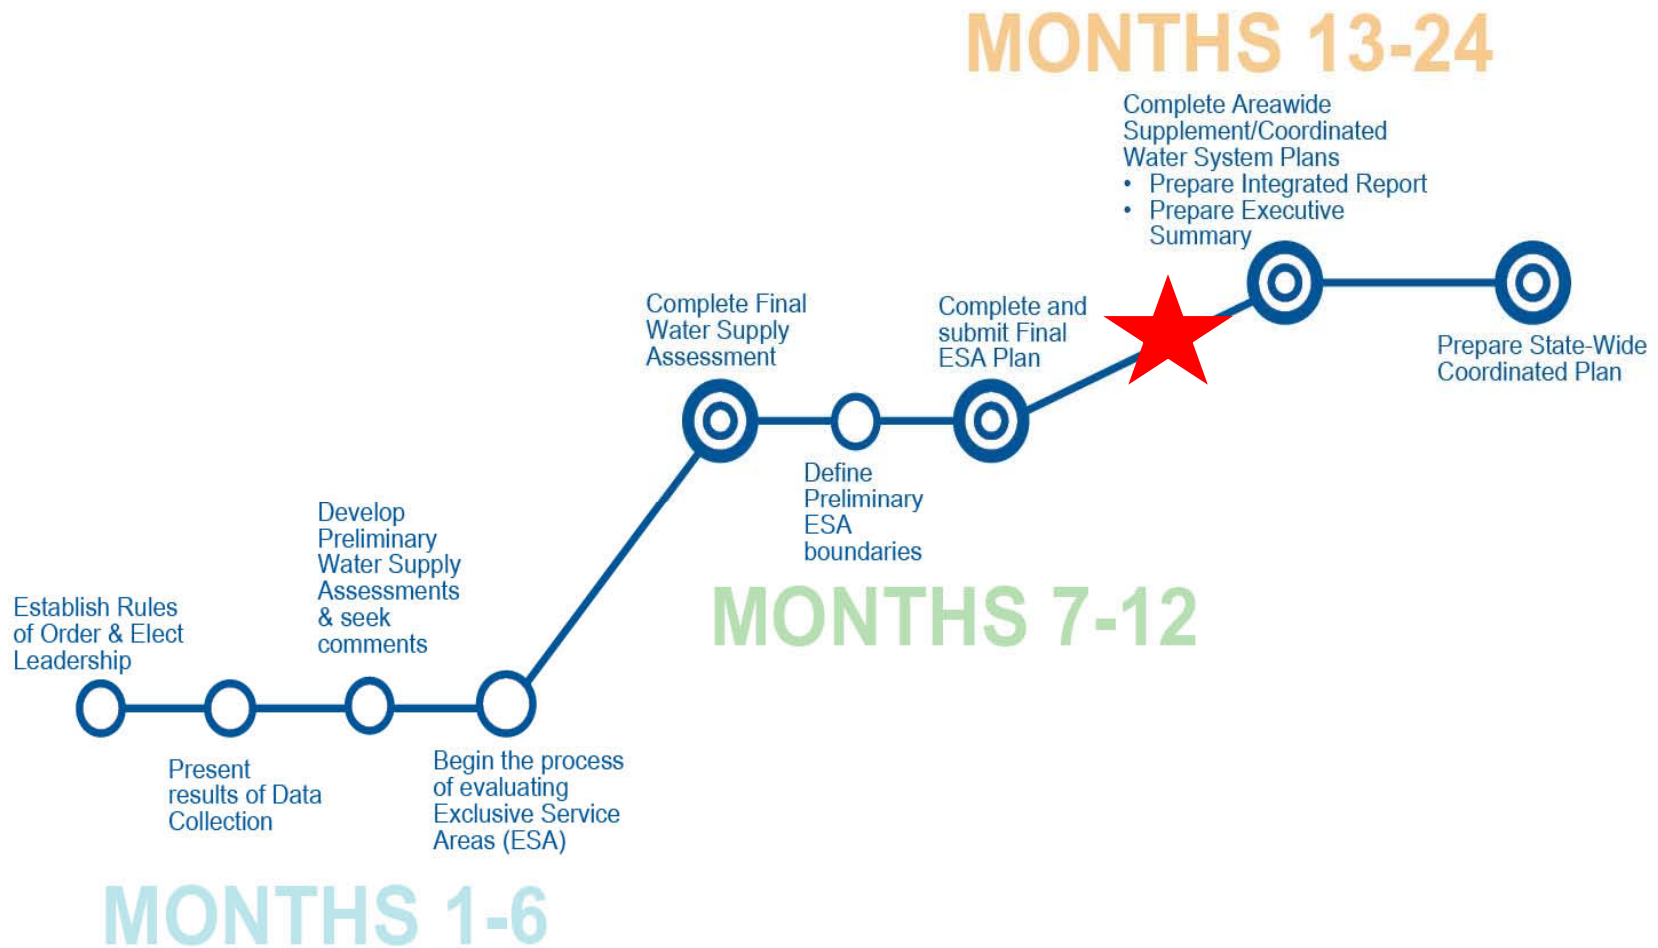 MONTHS 13-24
Complete Areawide
Supplement/Coordinated
Water System Plans
• Prepare Integrated Report
• Prepare Executive
Summary
Complete Final
Water Supply
Assessment
Complete and
submit Final
ESA Plan
Prepare State-Wide
Coordinated Plan
Define
Preliminary
ESA
boundaries
MONTHS 7-12
Develop
Preliminary
Water Supply
Assessments
& seek
comments
Establish Rules
of Order & Elect
Leadership
Present
results of Data
Collection
Begin the process
of evaluating
Exclusive Service
Areas (ESA)
MONTHS 1-6